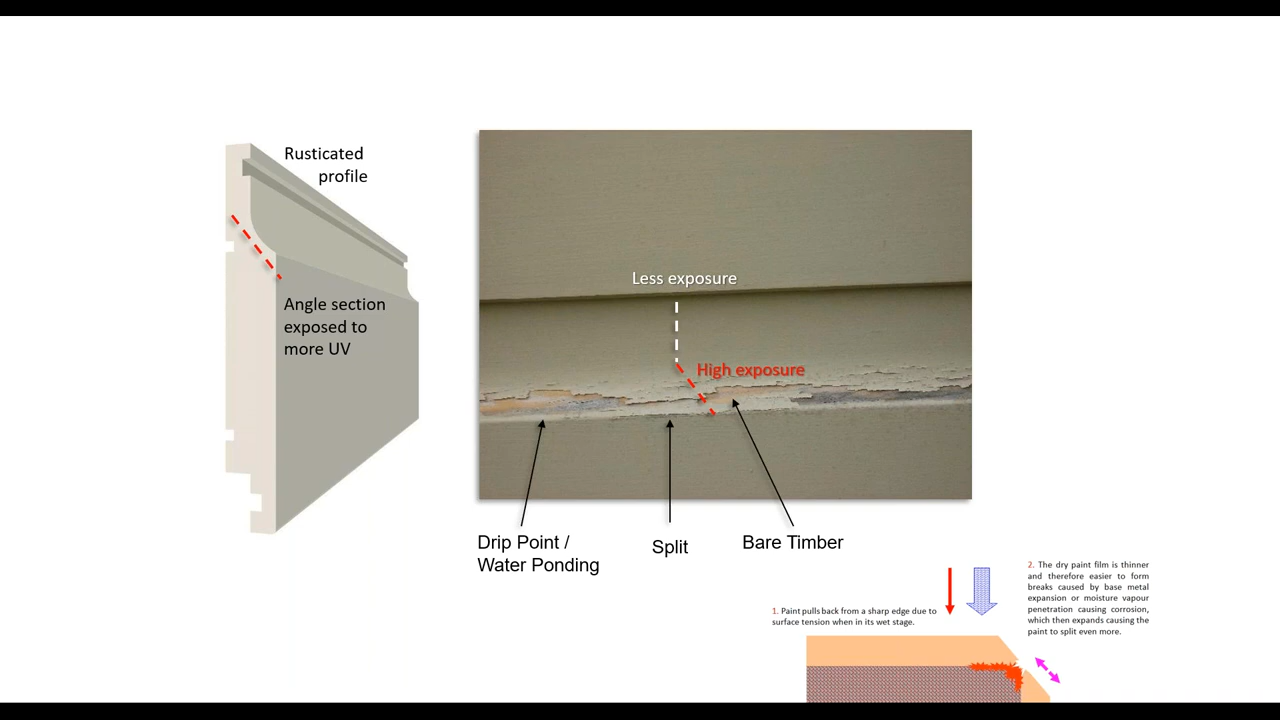 Rusticated
profile
Angle section
exposed to
more UV
Less exposure
High exposure
Drip Point /
Water Ponding
Split
Bare Timber
1. Paint pulls back from a sharp edge due to
surface tension when in its wet stage.
2. The dry paint film is thinner
and therefore easier to form
breaks caused by base metal
expansion or moisture vapour
penetration causing corrosion,
which then expands causing the
paint to split even more.